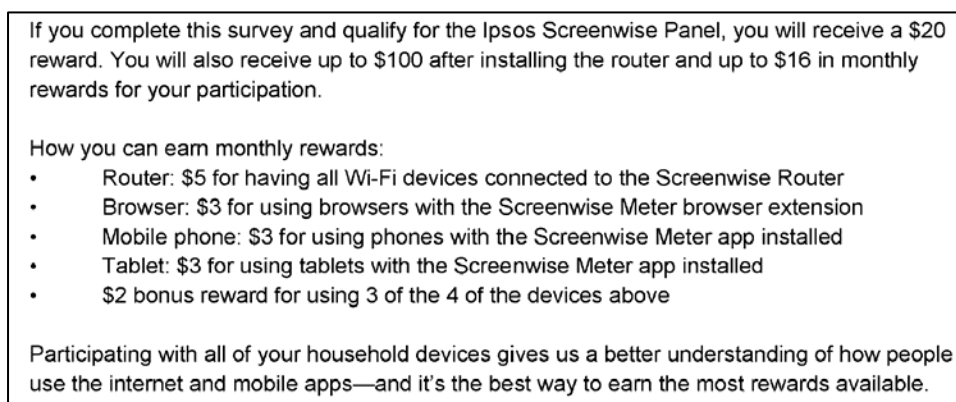 If you complete this survey and qualify for the Ipsos Screenwise Panel, you will receive a $20
reward. You will also receive up to $100 after installing the router and up to $16 in monthly
rewards for your participation.
How you can earn monthly rewards:
• Router: $5 for having all Wi-Fi devices connected to the Screenwise Router
• Browser: $3 for using browsers with the Screenwise Meter browser extension
• Mobile phone: $3 for using phones with the Screenwise Meter app installed
• Tablet: $3 for using tablets with the Screenwise Meter app installed
• $2 bonus reward for using 3 of the 4 of the devices above
Participating with all of your household devices gives us a better understanding of how people
use the internet and mobile apps—and it's the best way to earn the most rewards available.